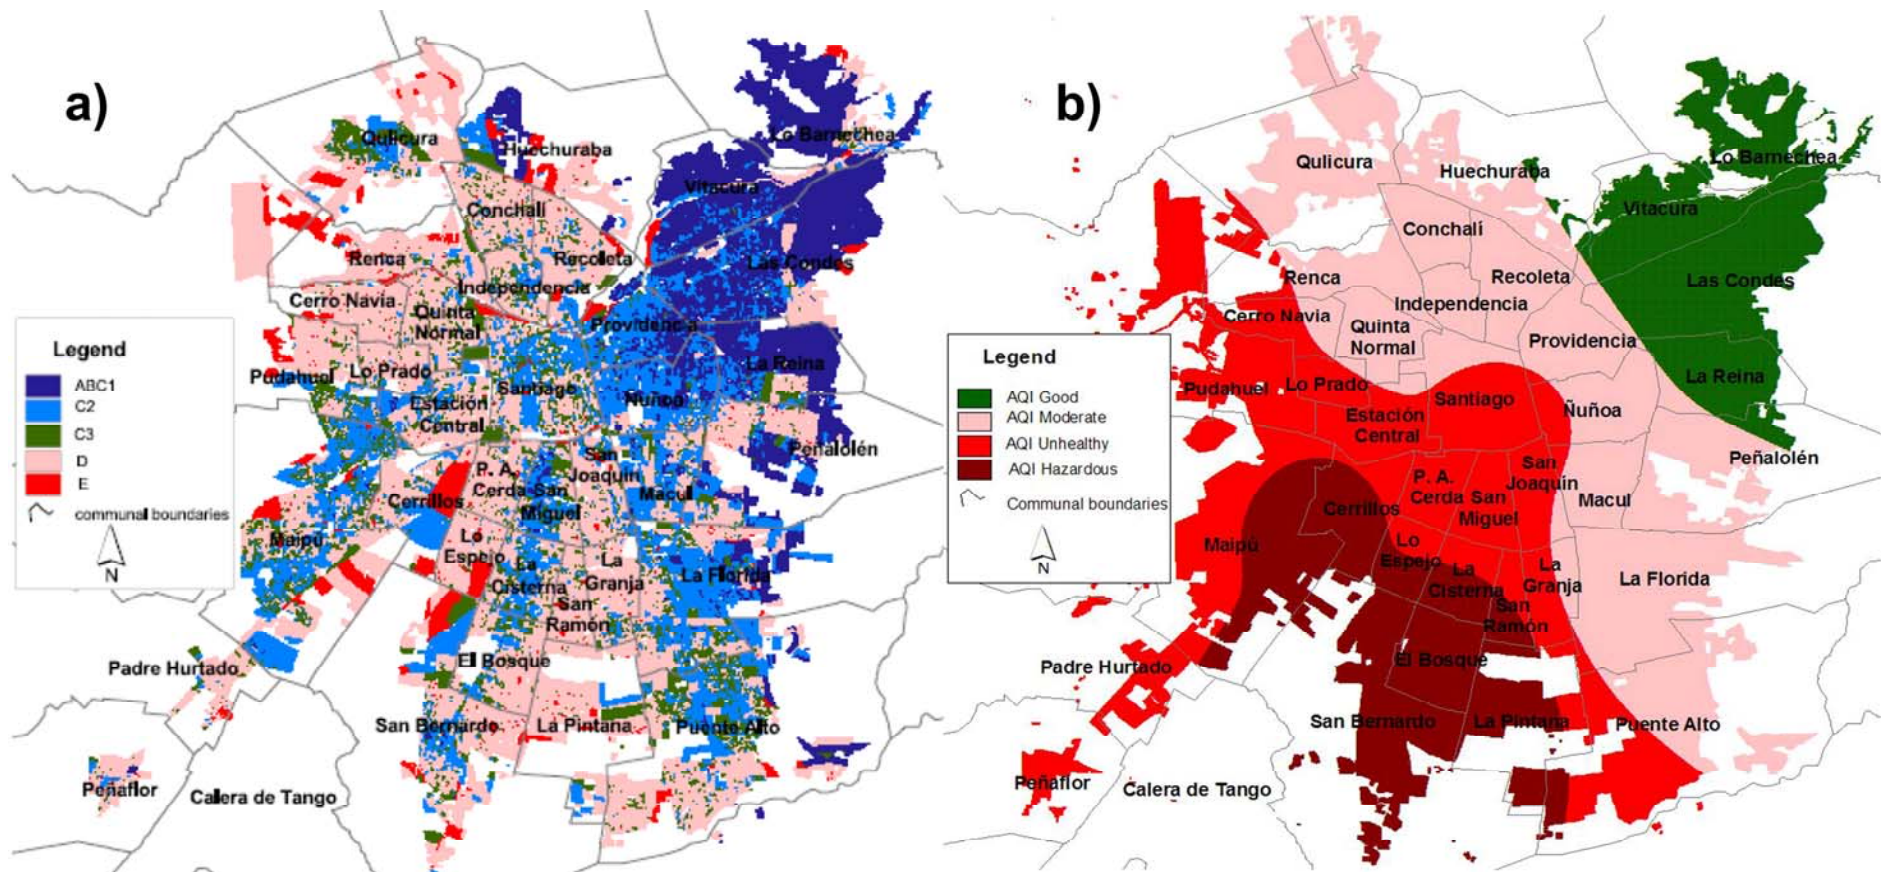 a)
Qulicura
Huechuraba
Lo Barnechea
Vitacura
Conchalí
Las Condes
Renca
Recoleta
Independencia
Cerro Navia
Quinta
Normal
Providencia
La Reina
Lo Prado
Pudahuel
Santiago
Ñuñoa
Estación
Central
Peñalolén
San
Joaquín
P. A.
Cerda
San
Miguel
Macul
Cerrillos
Maipú
Lo
Espejo
La
Cisterna
La
Granja
La Florida
San
Ramón
Padre Hurtado
El Bosque
San Bernardo
La Pintana
Puente Alto
Peñaflor
Calera de Tango
Legend
ABC1
C2
C3
D
E
communal boundaries
N
b)
Qulicura
Huechuraba
Lo Barnechea
Vitacura
Conchalí
Las Condes
Renca
Recoleta
Independencia
Cerro Navia
Quinta
Normal
Providencia
La Reina
Lo Prado
Pudahuel
Santiago
Ñuñoa
Estación
Central
Peñalolén
San
Joaquín
P. A.
Cerda
San
Miguel
Macul
Cerrillos
Maipú
Lo
Espejo
La
Cisterna
La
Granja
La Florida
San
Ramón
Padre Hurtado
El Bosque
San Bernardo
La Pintana
Puente Alto
Peñaflor
Calera de Tango
Legend
AQI Good
AQI Moderate
AQI Unhealthy
AQI Hazardous
Communal boundaries
N